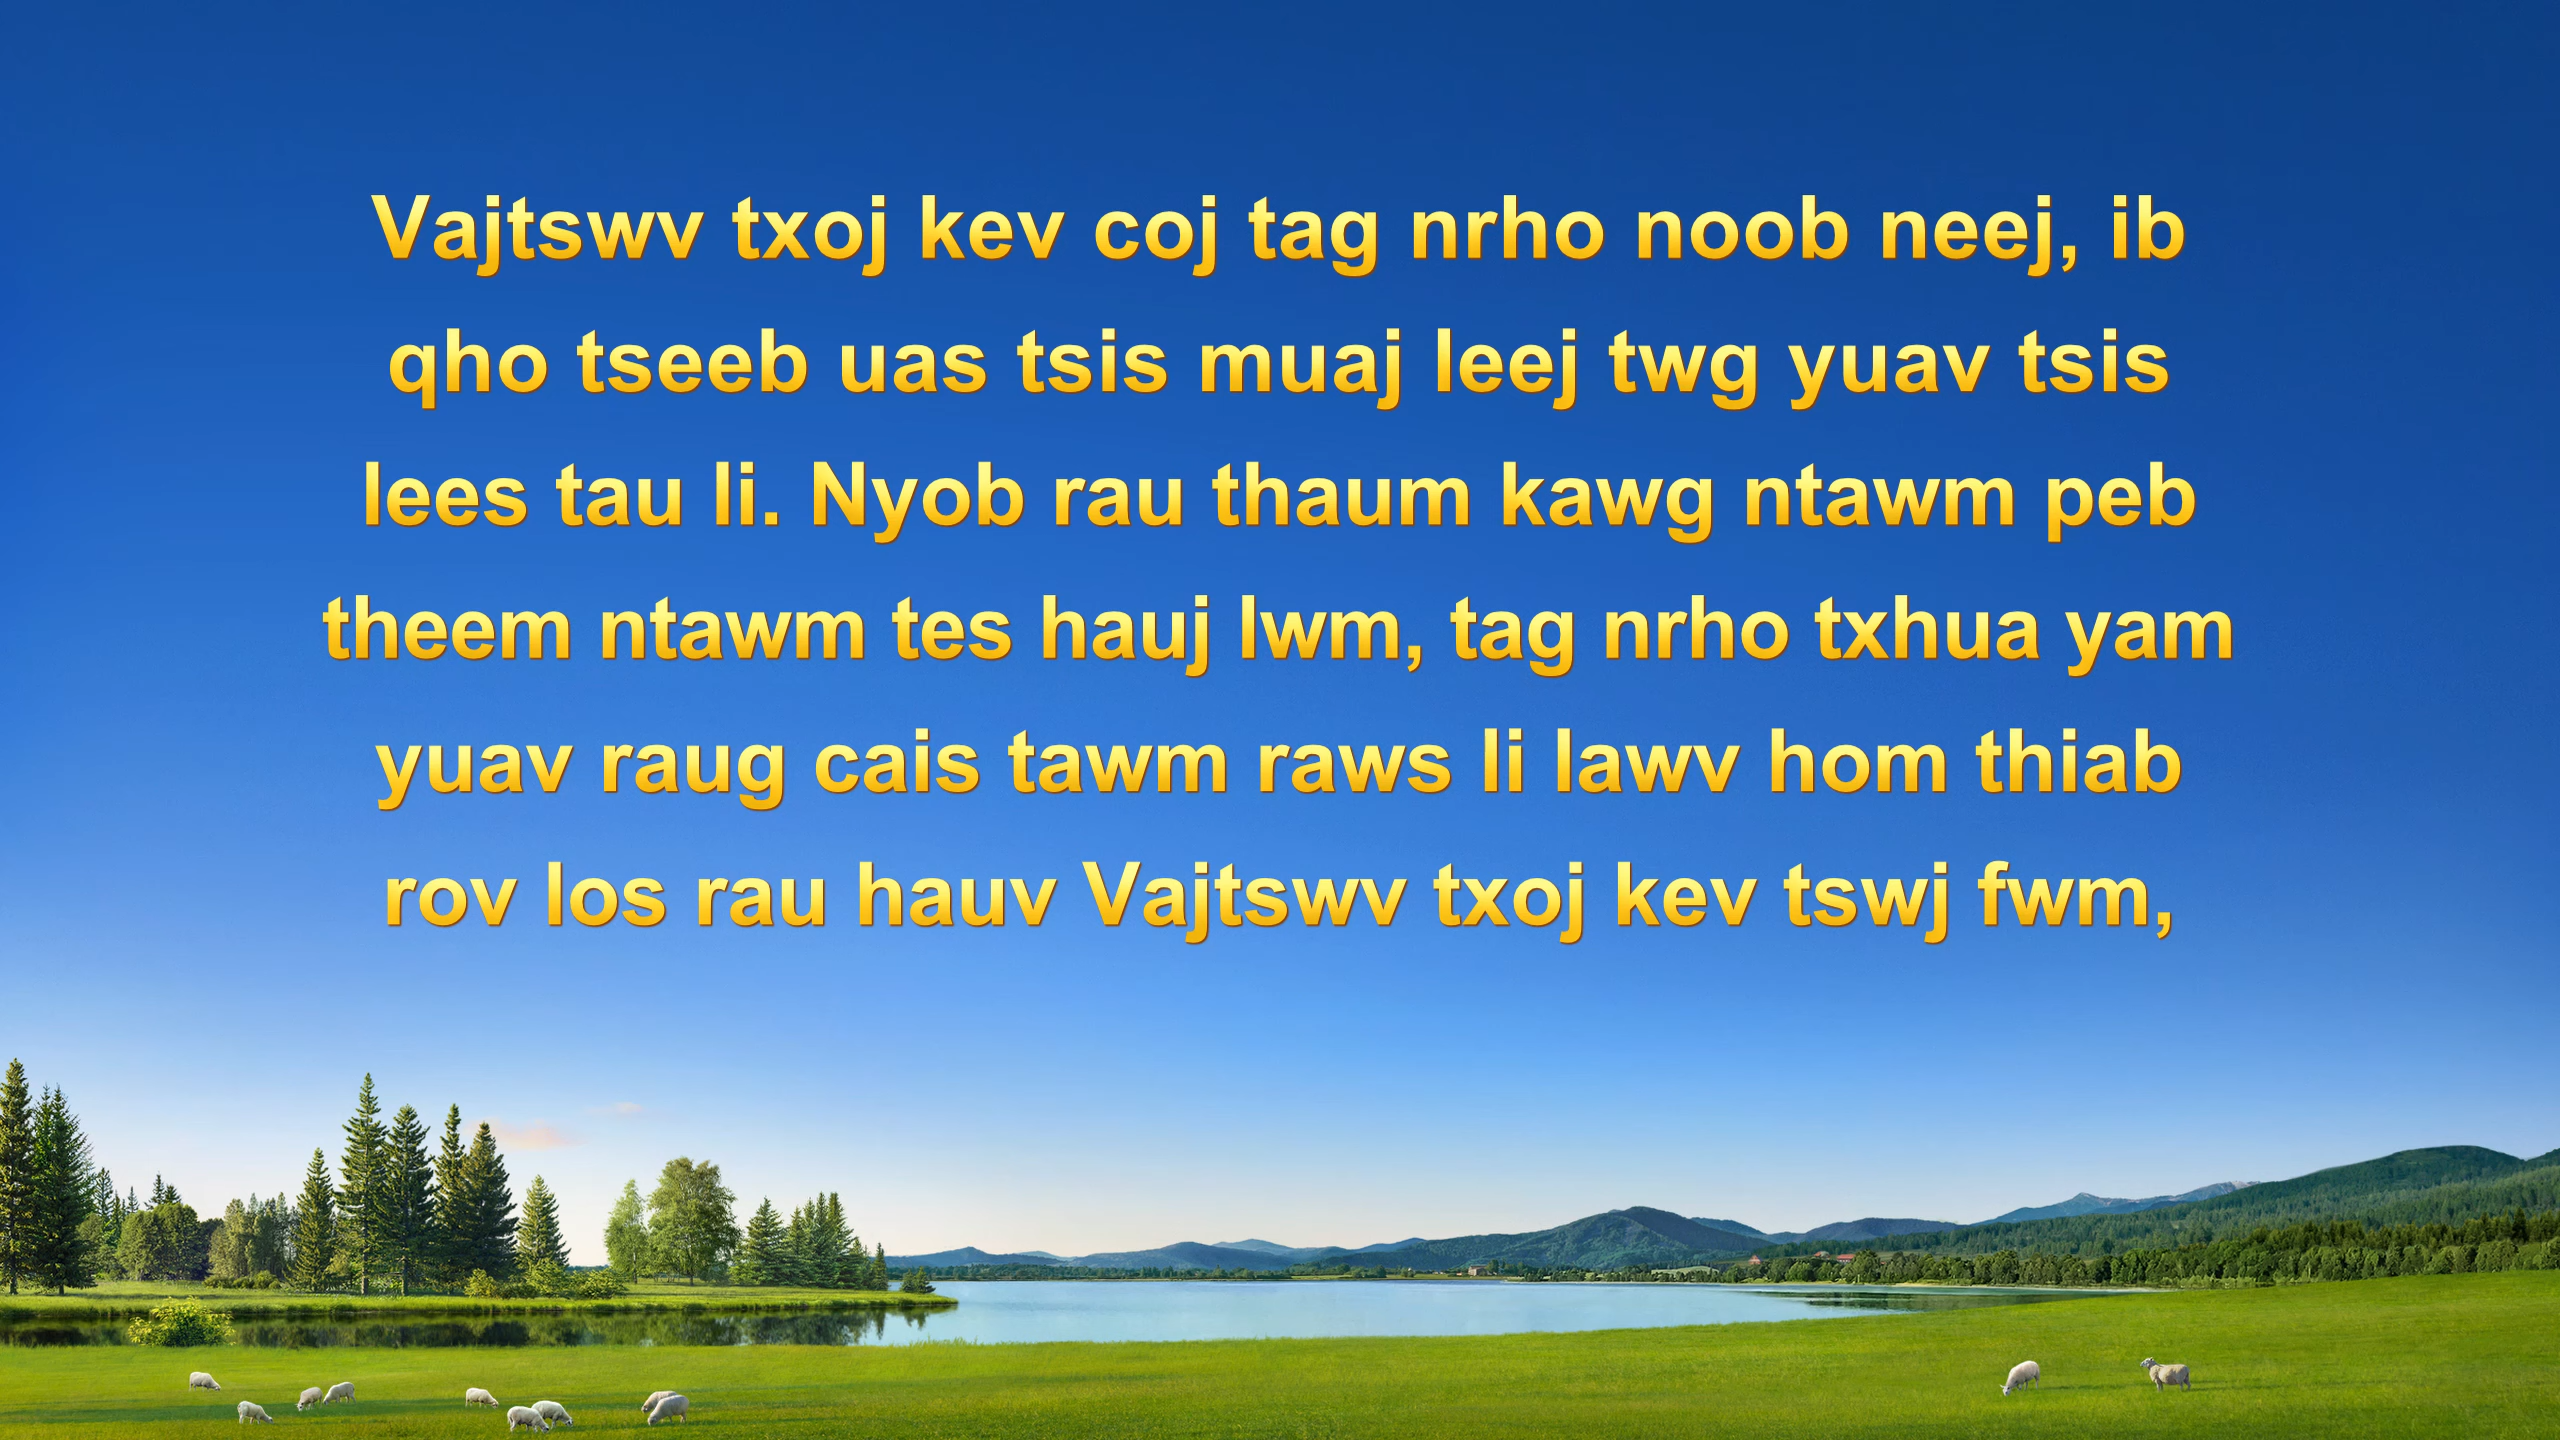 Vajtswv txoj kev coj tag nrho noob neej, ib
qho tseeb uas tsis muaj leej twg yuav tsis
lees tau li. Nyob rau thaum kawg ntawm peb
theem ntawm tes hauj lwm, tag nrho txhua yam
yuav raug cais tawm raws li lawv hom thiab
rov los rau hauv Vajtswv txoj kev tswj fwm,